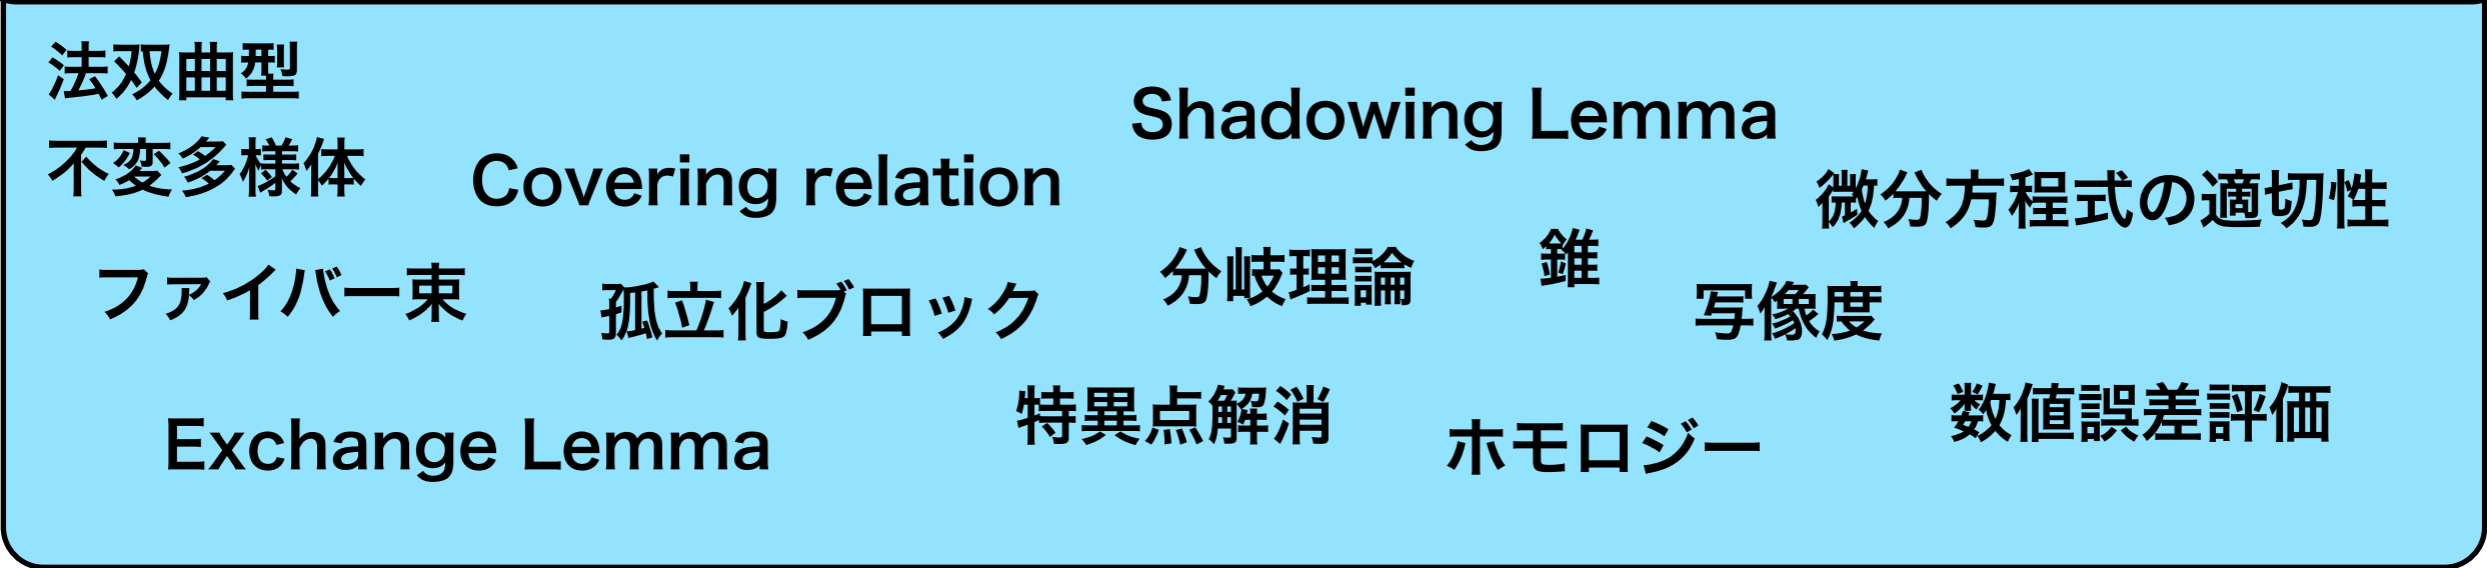 法双曲型
不変多様体
Covering relation
Shadowing Lemma
微分方程式の適切性
ファイバー束
孤立化ブロック
分岐理論
錐
写像度
Exchange Lemma
特異点解消
ホモロジー
数値誤差評価